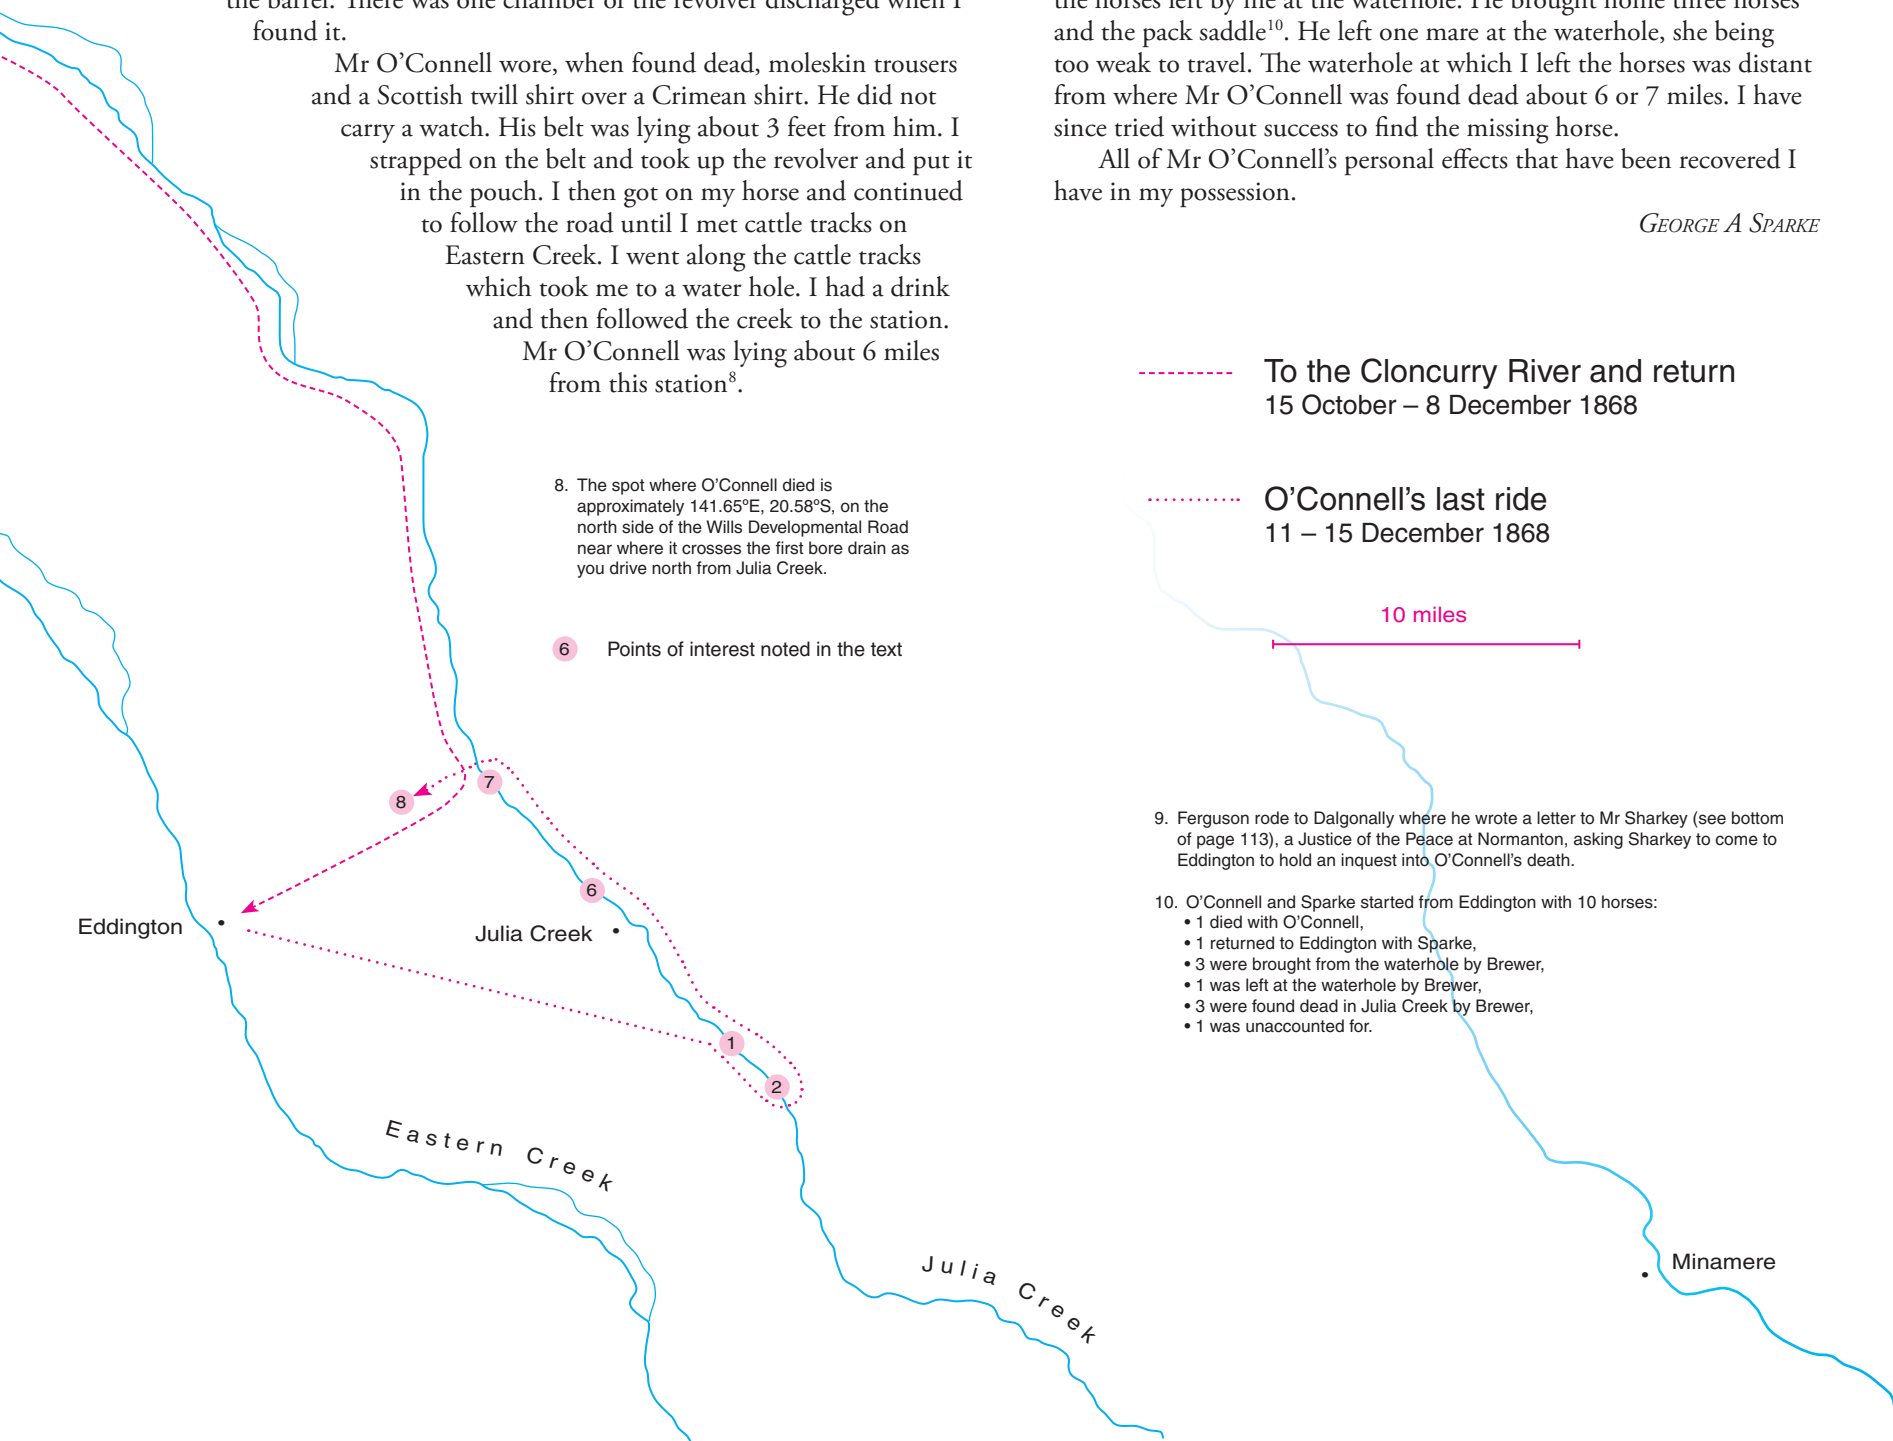 the barrel. There was one chamber of the revolver discharged when I
found it.
Mr O’Connell wore, when found dead, moleskin trousers
and a Scottish twill shirt over a Crimean shirt. He did not
carry a watch. His belt was lying about 3 feet from him. I
strapped on the belt and took up the revolver and put it
in the pouch. I then got on my horse and continued
to follow the road until I met cattle tracks on
Eastern Creek. I went along the cattle tracks
which took me to a water hole. I had a drink
and then followed the creek to the station.
Mr O’Connell was lying about 6 miles
from this station8.
the horses left by me at the waterhole. He brought home three horses
and the pack saddle10. He left one mare at the waterhole, she being
too weak to travel. The waterhole at which I left the horses was distant
from where Mr O’Connell was found dead about 6 or 7 miles. I have
since tried without success to find the missing horse.
All of Mr O’Connell’s personal effects that have been recovered I
have in my possession.
George A Sparke
To the Cloncurry River and return
15 October – 8 December 1868
O’Connell’s last ride
11 – 15 December 1868
10 miles
8. The spot where O’Connell died is
approximately 141.65ºE, 20.58ºS, on the
north side of the Wills Developmental Road
near where it crosses the first bore drain as
you drive north from Julia Creek.
6 Points of interest noted in the text
9. Ferguson rode to Dalgonally where he wrote a letter to Mr Sharkey (see bottom
of page 113), a Justice of the Peace at Normanton, asking Sharkey to come to
Eddington to hold an inquest into O’Connell’s death.
10. O’Connell and Sparke started from Eddington with 10 horses:
• 1 died with O’Connell,
• 1 returned to Eddington with Sparke,
• 3 were brought from the waterhole by Brewer,
• 1 was left at the waterhole by Brewer,
• 3 were found dead in Julia Creek by Brewer,
• 1 was unaccounted for.
7
8
6
Eddington
Julia Creek
1
2
Eastern Creek
Julia Creek
Minamere